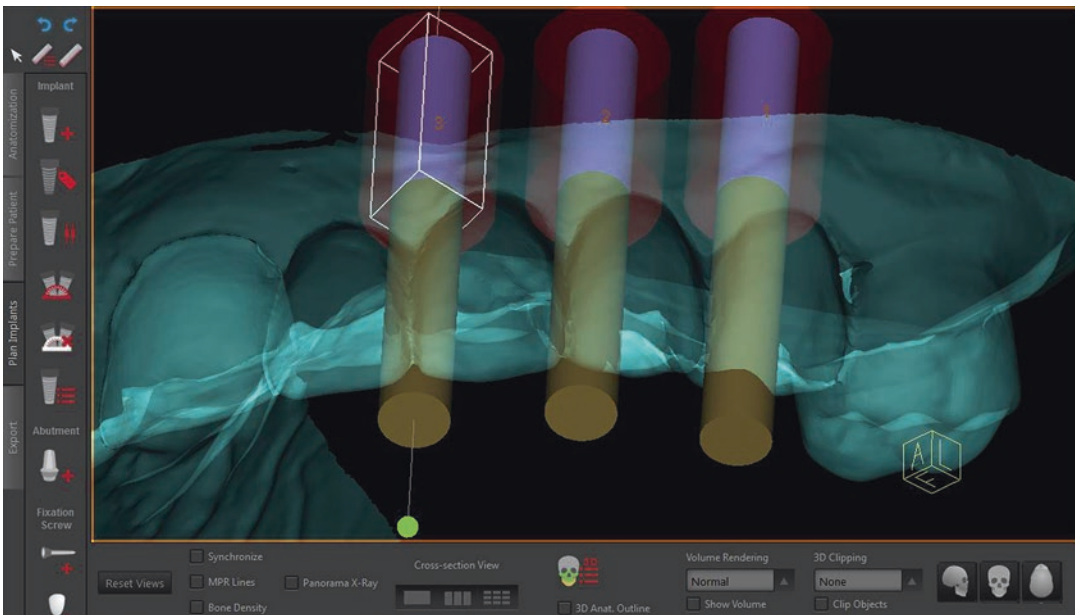 Implant
Anatomization
Prepare Patient
Plan Implants
Export
Abutment
Fixation
Screw
3
2
1
A L
F
Reset Views
Synchronize
MPR Lines
Bone Density
Panorama X-Ray
Cross-section View
3D
3D Anat. Outline
Volume Rendering
Normal
Show Volume
3D Clipping
None
Clip Objects